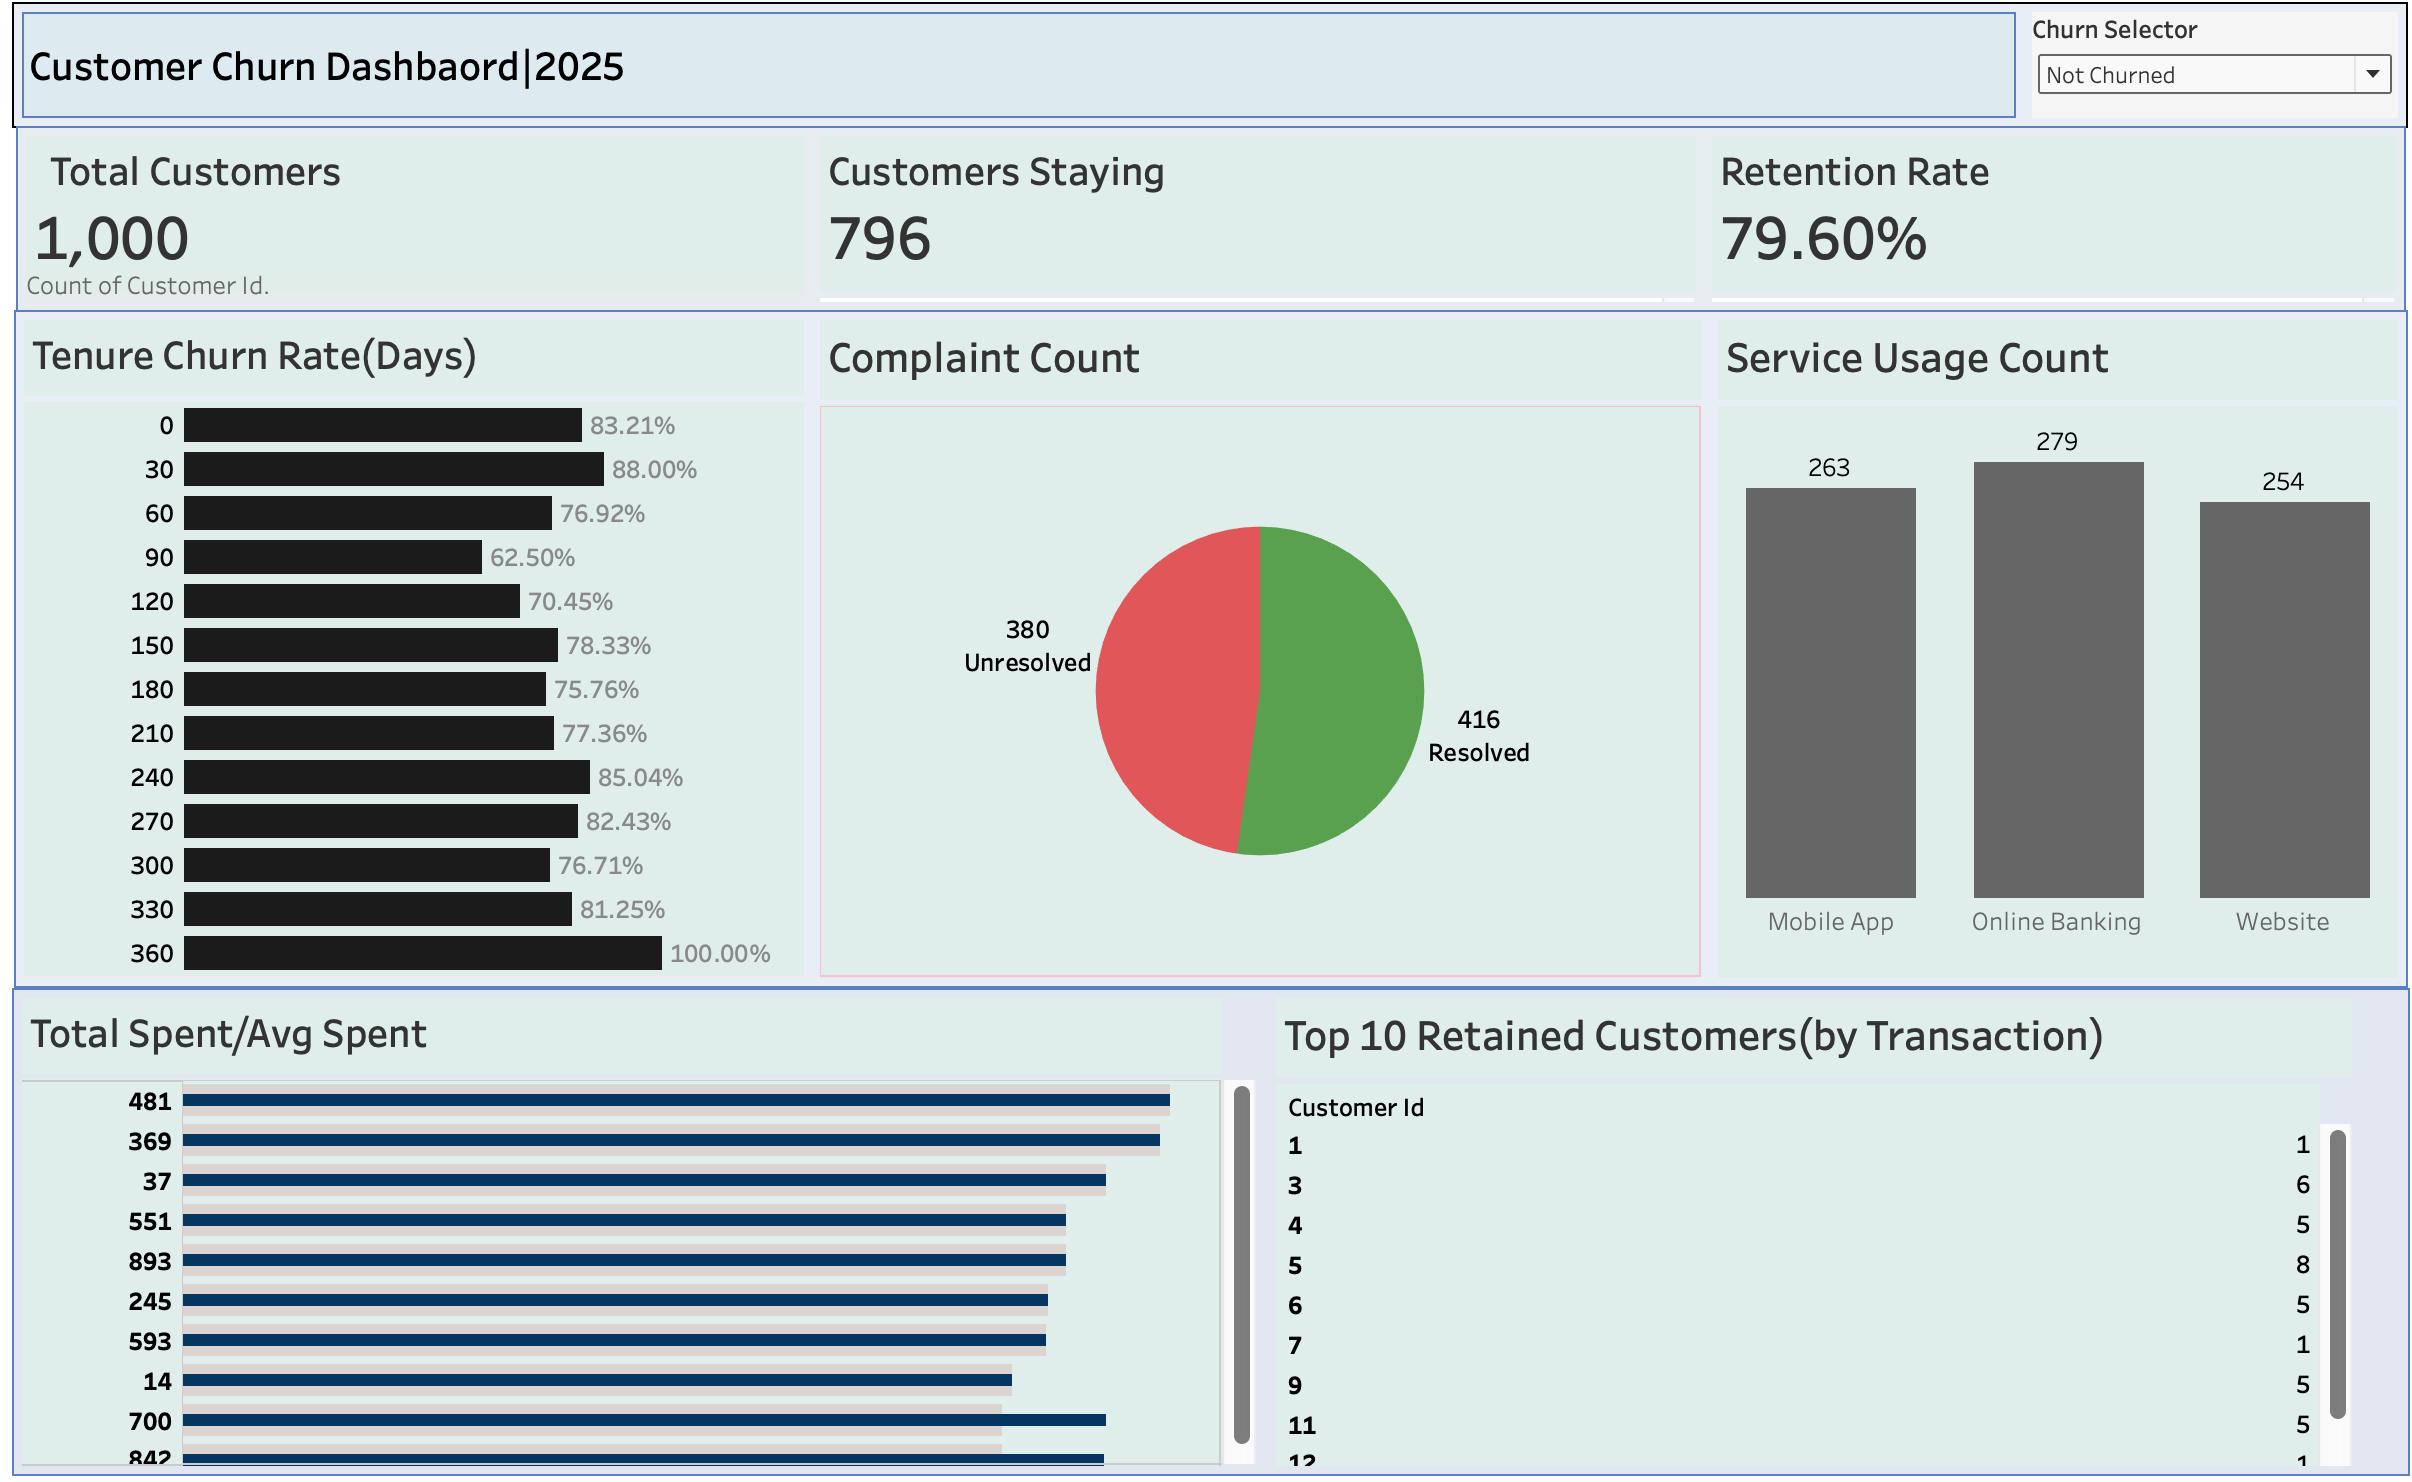 Customer Churn Dashbaord|2025
Churn Selector
Not Churned
Total Customers
1,000
Count of Customer Id.
Customers Staying
796
Retention Rate
79.60%
Tenure Churn Rate(Days)
0 83.21%
30 88.00%
60 76.92%
90 62.50%
120 70.45%
150 78.33%
180 75.76%
210 77.36%
240 85.04%
270 82.43%
300 76.71%
330 81.25%
360 100.00%
Complaint Count
380
Unresolved
416
Resolved
Service Usage Count
263 279 254
Mobile App Online Banking Website
Total Spent/Avg Spent
481
369
37
551
893
245
593
14
700
842
Top 10 Retained Customers(by Transaction)
Customer Id
1 1
3 6
4 5
5 8
6 5
7 1
9 5
11 5
12 1